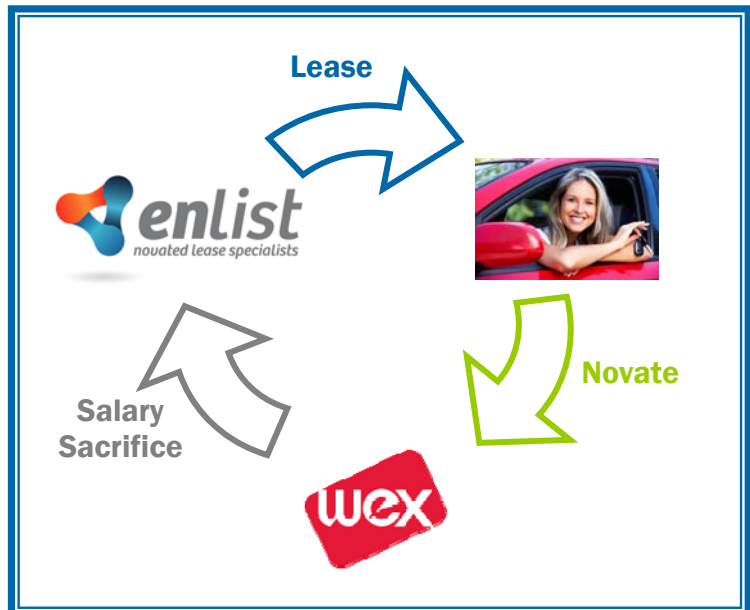 Lease
enlist
novated lease specialists
Novate
Salary
Sacrifice
wex